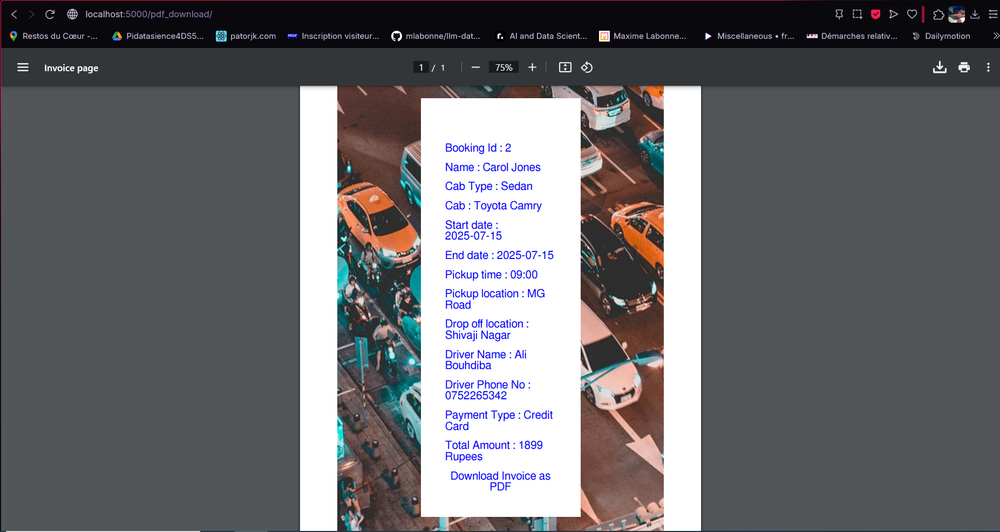 localhost:5000/pdf_download/
Restos du Cœur -...
Pidatasience4DS5...
patorjk.com
Inscription visiteur...
mlabonne/llm-dat...
AI and Data Scient...
Maxime Labonne...
Miscellaneous • fr...
Démarches relativ...
Dailymotion
Invoice page
1 / 1
75%
Booking Id : 2
Name : Carol Jones
Cab Type : Sedan
Cab : Toyota Camry
Start date :
2025-07-15
End date : 2025-07-15
Pickup time : 09:00
Pickup location : MG
Road
Drop off location :
Shivaji Nagar
Driver Name : Ali
Bouhdiba
Driver Phone No :
0752265342
Payment Type : Credit
Card
Total Amount : 1899
Rupees
Download Invoice as
PDF